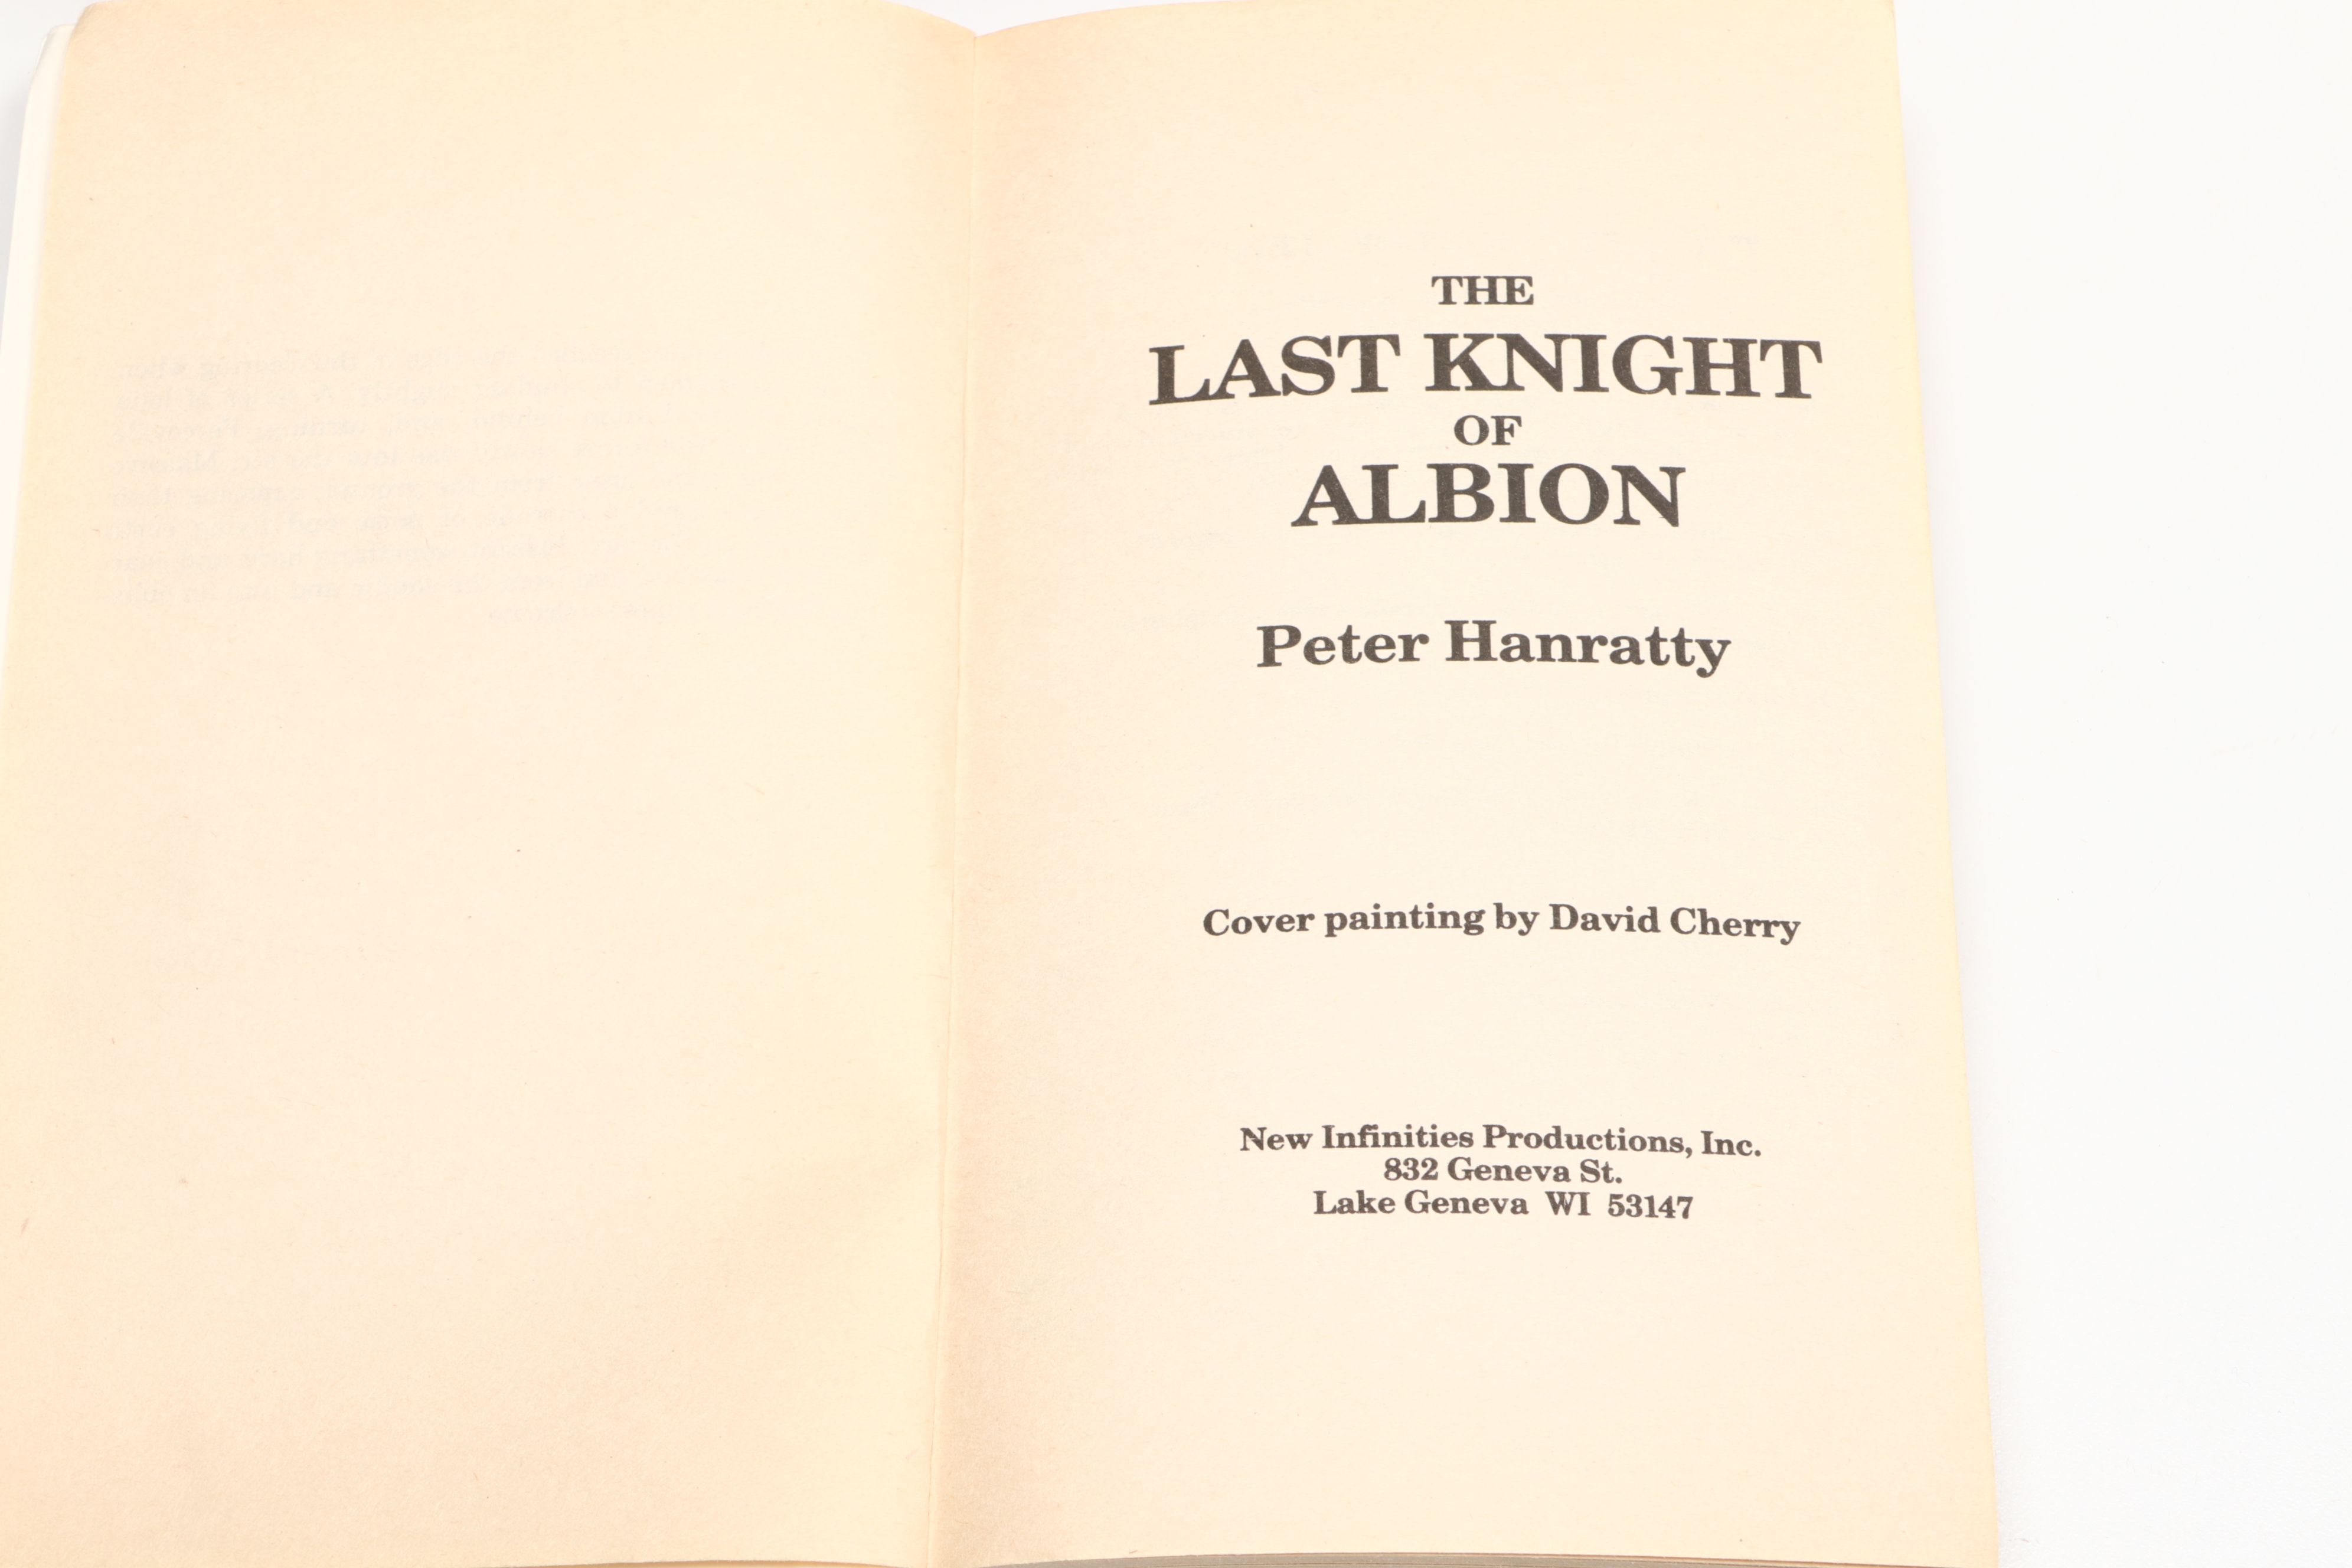 THE
LAST KNIGHT
OF
ALBION
Peter Hanratty
Cover painting by David Cherry
New Infinities Productions, Inc.
832 Geneva St.
Lake Geneva WI 53147